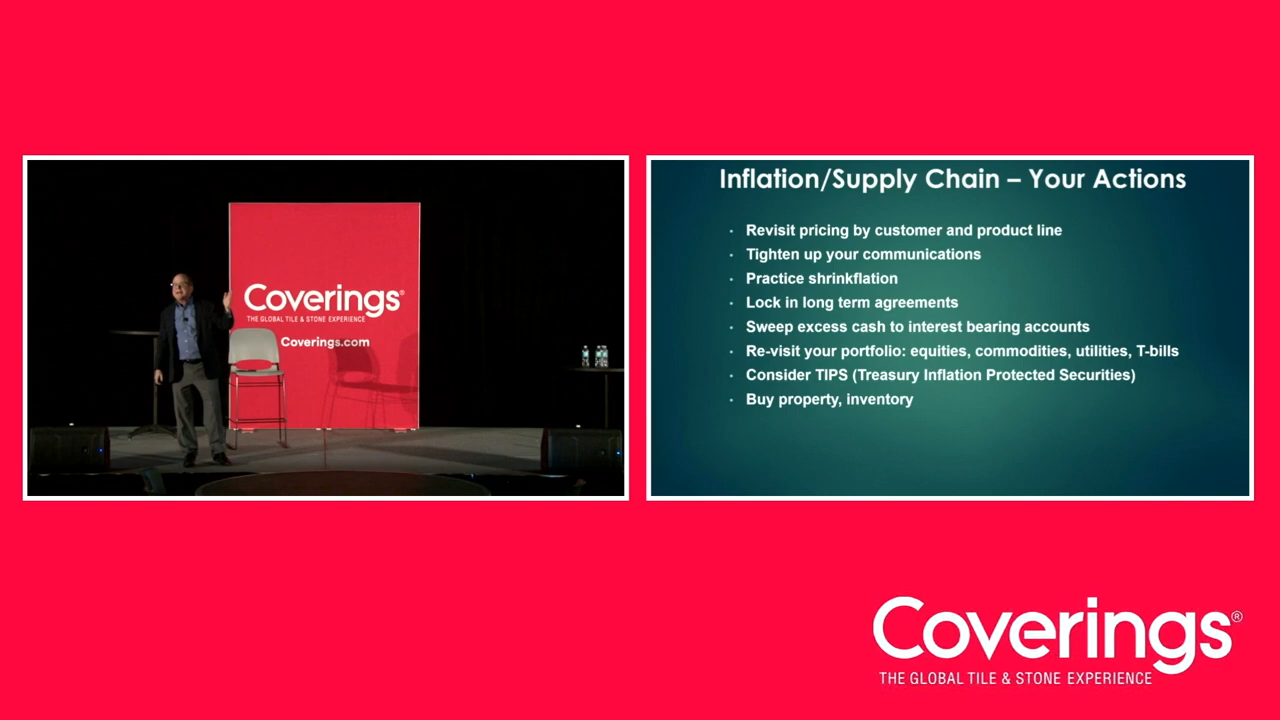 Coverings®
THE GLOBAL TILE & STONE EXPERIENCE
Coverings.com
Inflation/Supply Chain – Your Actions
· Revisit pricing by customer and product line
· Tighten up your communications
· Practice shrinkflation
· Lock in long term agreements
· Sweep excess cash to interest bearing accounts
· Re-visit your portfolio: equities, commodities, utilities, T-bills
· Consider TIPS (Treasury Inflation Protected Securities)
· Buy property, inventory
Coverings®
THE GLOBAL TILE & STONE EXPERIENCE